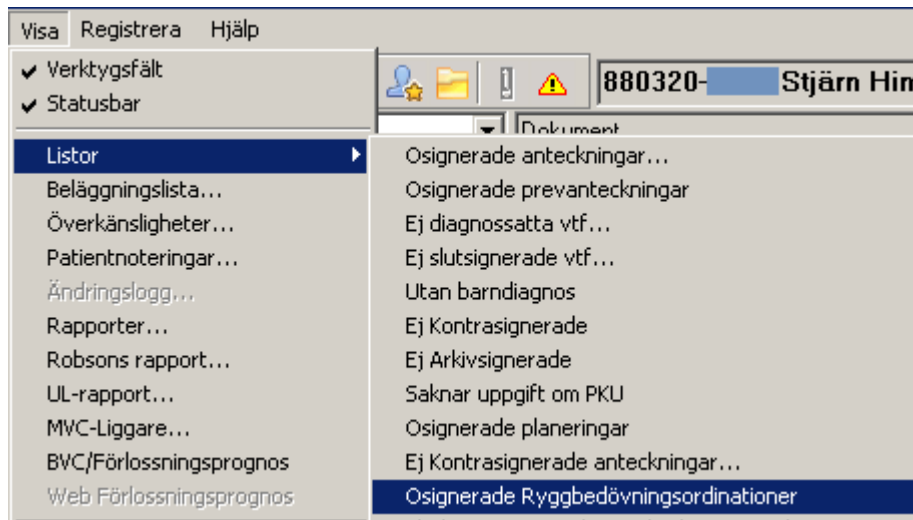 Visa Registrera Hjälp
Verktygsfält
Statusbar
880320- Stjärn Hin
Dokument
Listor
Beläggningslista...
Överkänsligheter...
Patientnoteringar...
Ändringslogg...
Rapporter...
Robsons rapport...
UL-rapport...
MVC-Liggare...
BVC/Förlossningsprognos
Web Förlossningsprognos
Osignerade anteckningar...
Osignerade prevanteckningar
Ej diagnossatta vtf...
Ej slutsignerade vtf...
Utan barndiagnos
Ej Kontrasignerade
Ej Arkivsignerade
Saknar uppgift om PKU
Osignerade planeringar
Ej Kontrasignerade anteckningar...
Osignerade Ryggbedövningsordinationer